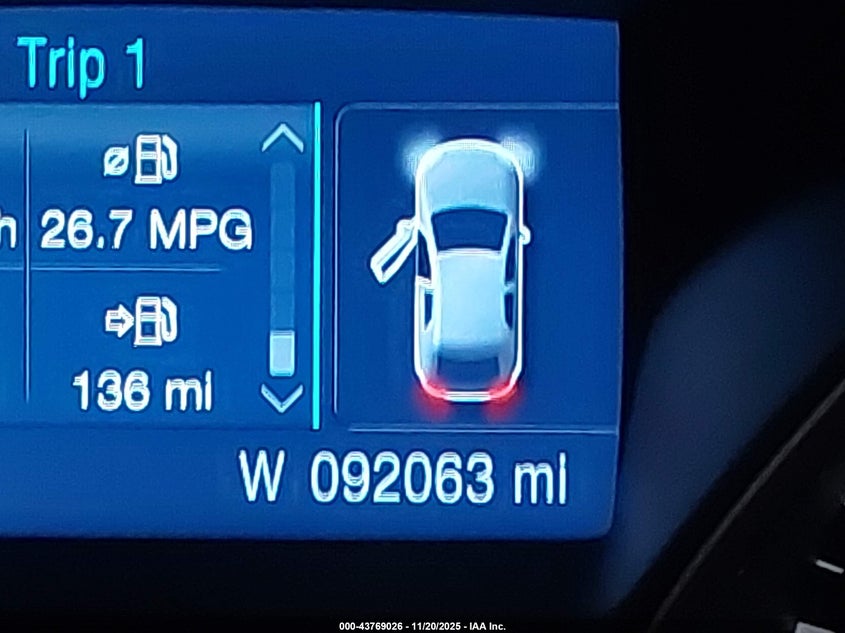 Trip 1
h 26.7 MPG
136 mi
W 092063 mi
000-43769026 - 11/20/2025 - IAA Inc.